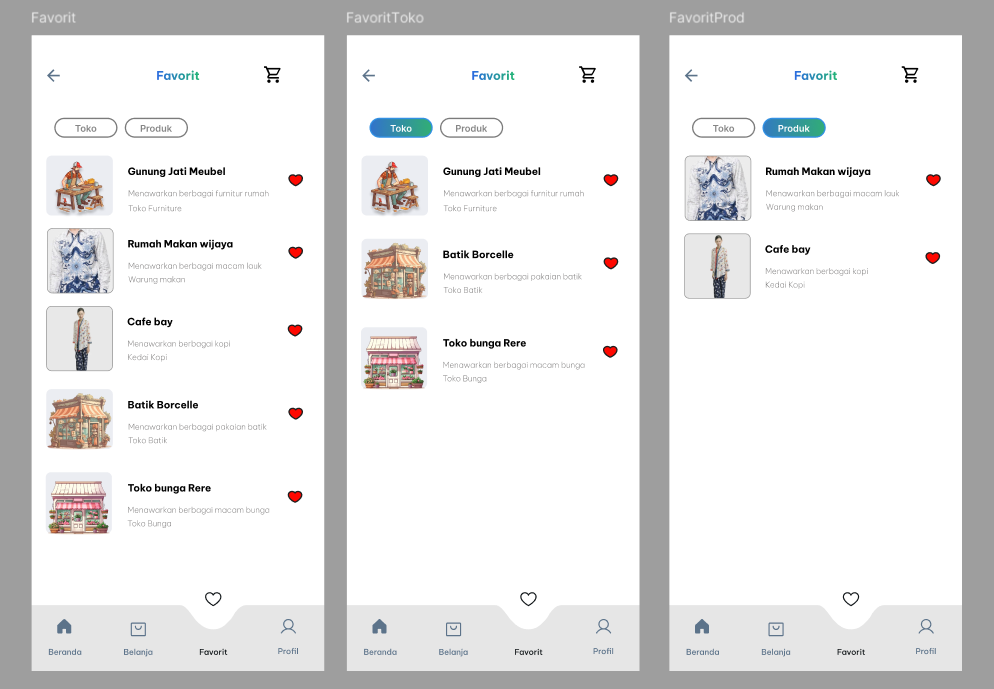 Favorit
Favorit
Toko
Produk
Gunung Jati Meubel
Menawarkan berbagai furnitur rumah
Toko Furniture
Rumah Makan wijaya
Menawarkan berbagai macam lauk
Warung makan
Cafe bay
Menawarkan berbagai kopi
Kedai Kopi
Batik Borcelle
Menawarkan berbagai pakaian batik
Toko Batik
Toko bunga Rere
Menawarkan berbagai macam bunga
Toko Bunga
Beranda
Belanja
Favorit
Profil
FavoritToko
Favorit
Toko
Produk
Gunung Jati Meubel
Menawarkan berbagai furnitur rumah
Toko Furniture
Batik Borcelle
Menawarkan berbagai pakaian batik
Toko Batik
Toko bunga Rere
Menawarkan berbagai macam bunga
Toko Bunga
Beranda
Belanja
Favorit
Profil
FavoritProd
Favorit
Toko
Produk
Rumah Makan wijaya
Menawarkan berbagai macam lauk
Warung makan
Cafe bay
Menawarkan berbagai kopi
Kedai Kopi
Beranda
Belanja
Favorit
Profil